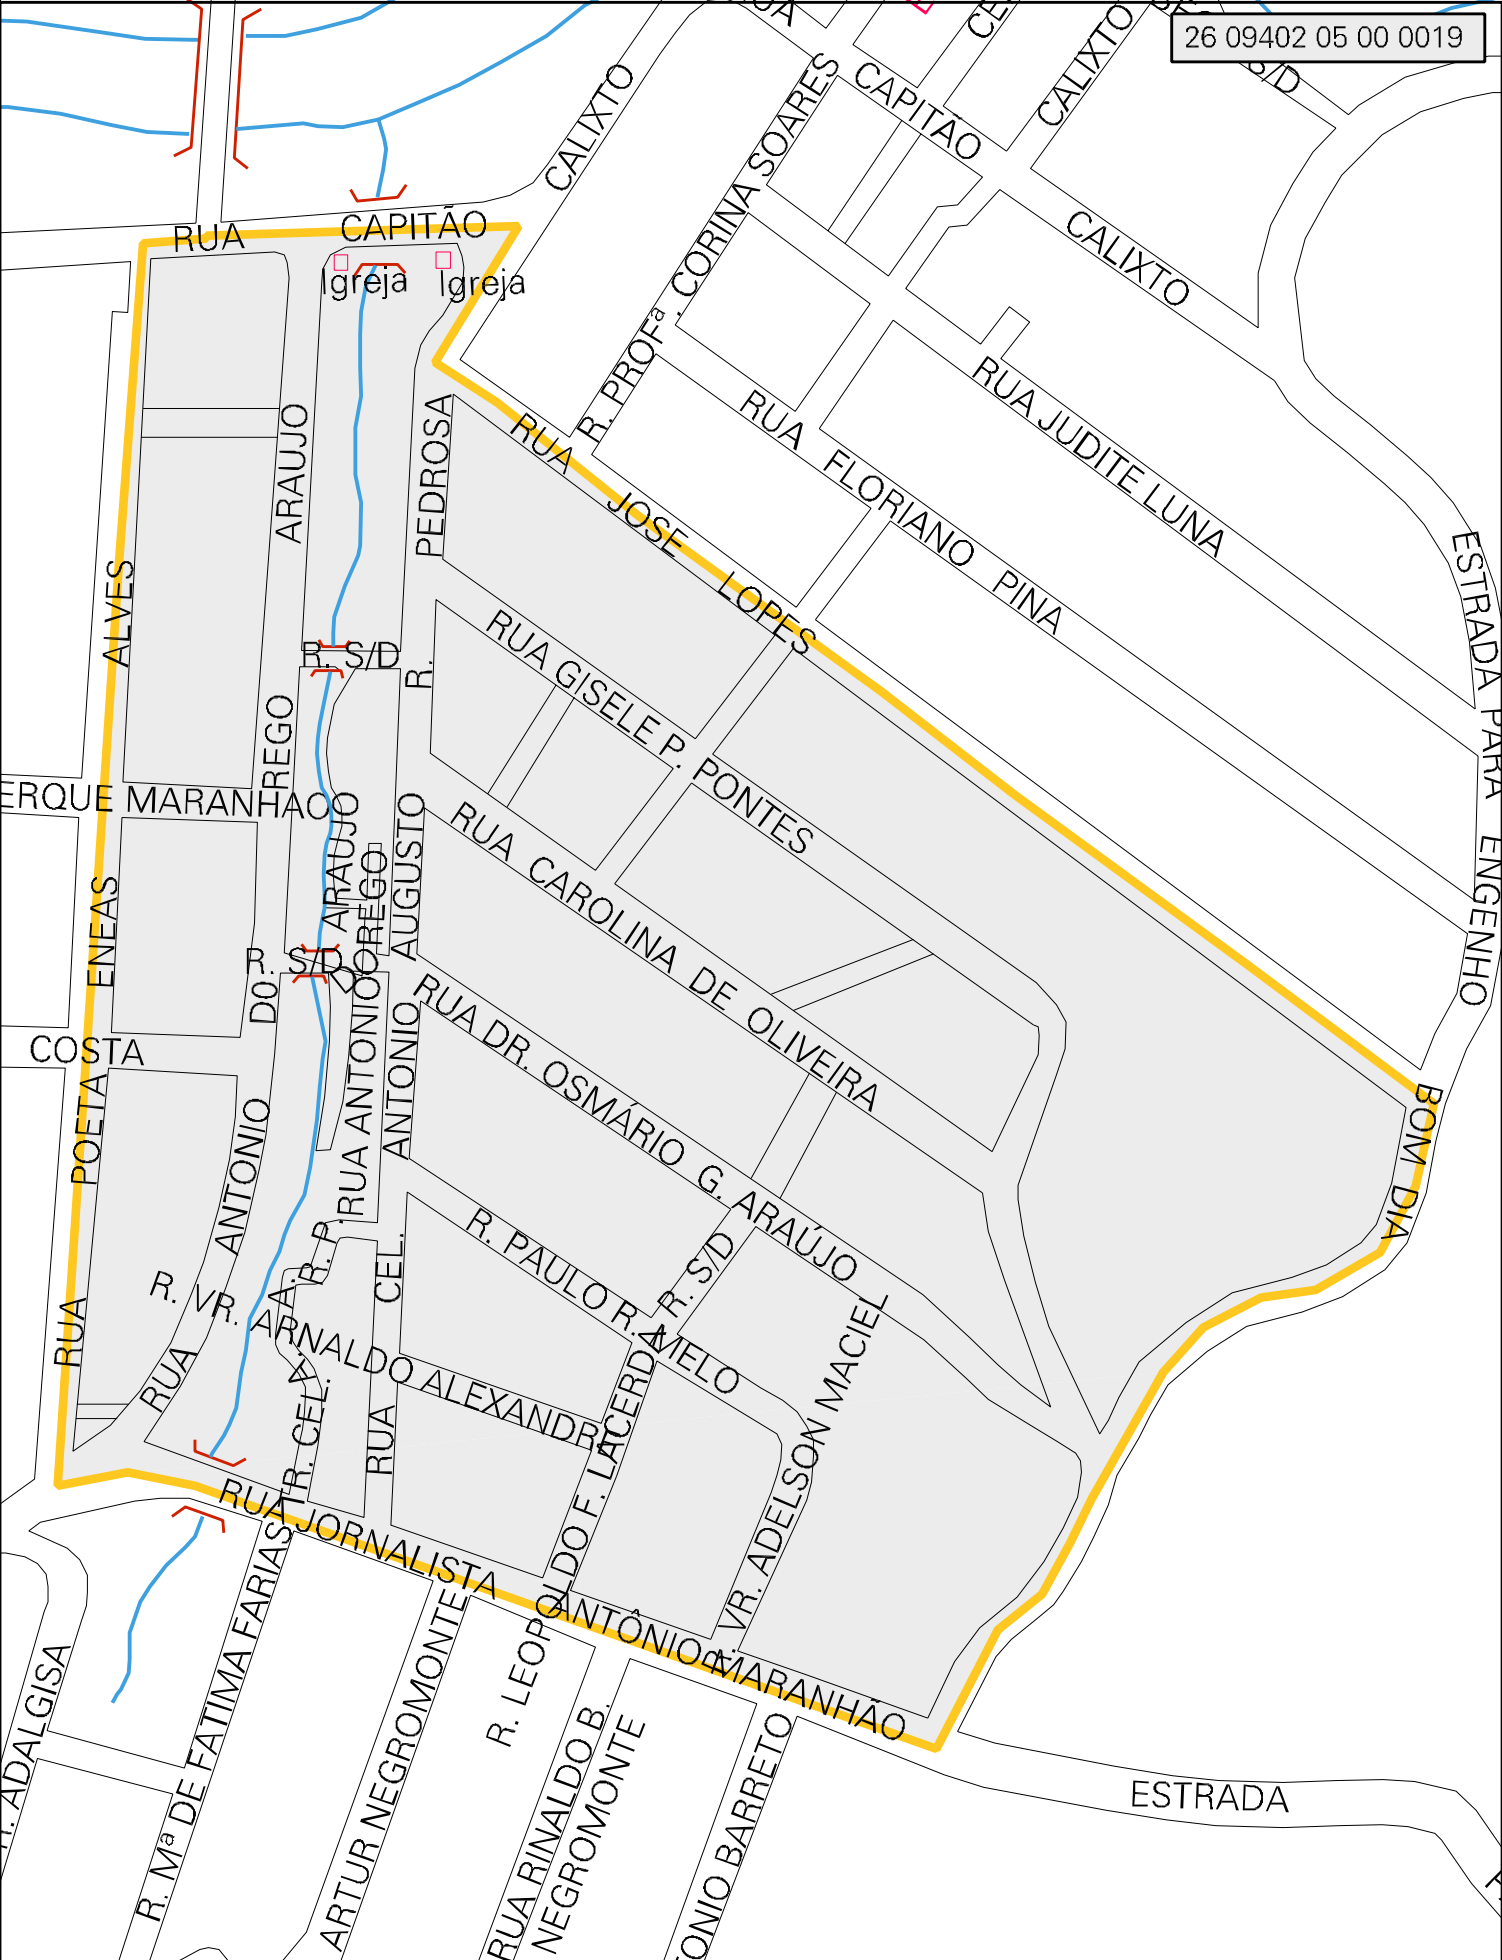 26 09402 05 00 0019
S/D
CALIXTO
CALIXTO
CAPITÃO
CALIXTO
RUA CAPITÃO
Igreja
Igreja
R. PROFª. CORINA SOARES
RUA JUDITE LUNA
RUA FLORIANO PINA
RUA JOSE LOPES
ESTRADA PARA ENGENHO BOM DIA
R. PEDROSA
ARAUJO
REGO
DO
ANTONIO
RUA
RUA POETA ENEAS ALVES
R. S/D
RUA GISELE P. PONTES
ERQUE MARANHAO
RUA CAROLINA DE OLIVEIRA
RUA CEL. ANTONIO AUGUSTO
RUA ANTONIO
DO REGO
ARAUJO
R. S/D
COSTA
RUA DR. OSMÁRIO G. ARAÚJO
R. PAULO R. MELO
R. S/D
R. P.
A.
A.
TR. CEL.
R. VR. ARNALDO ALEXANDRE
R. LEOPOLDO F. LACERDA
R. VR. ADELSON MACIEL
RUA JORNALISTA ANTÔNIO MARANHÃO
R. ADALGISA
R. Mª DE FATIMA FARIAS
ARTUR NEGROMONTE
RUA RINALDO B.
NEGROMONTE
ONIO BARRETO
ESTRADA